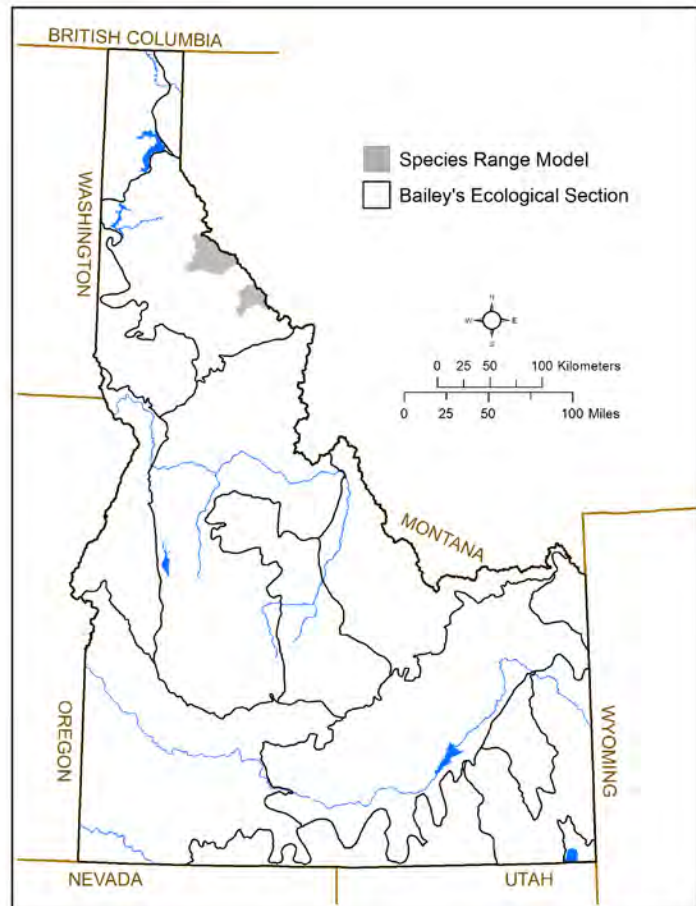 BRITISH COLUMBIA
WASHINGTON
Species Range Model
Bailey's Ecological Section
N
W
E
S
0 25 50 100 Kilometers
0 25 50 100 Miles
MONTANA
OREGON
WYOMING
NEVADA
UTAH